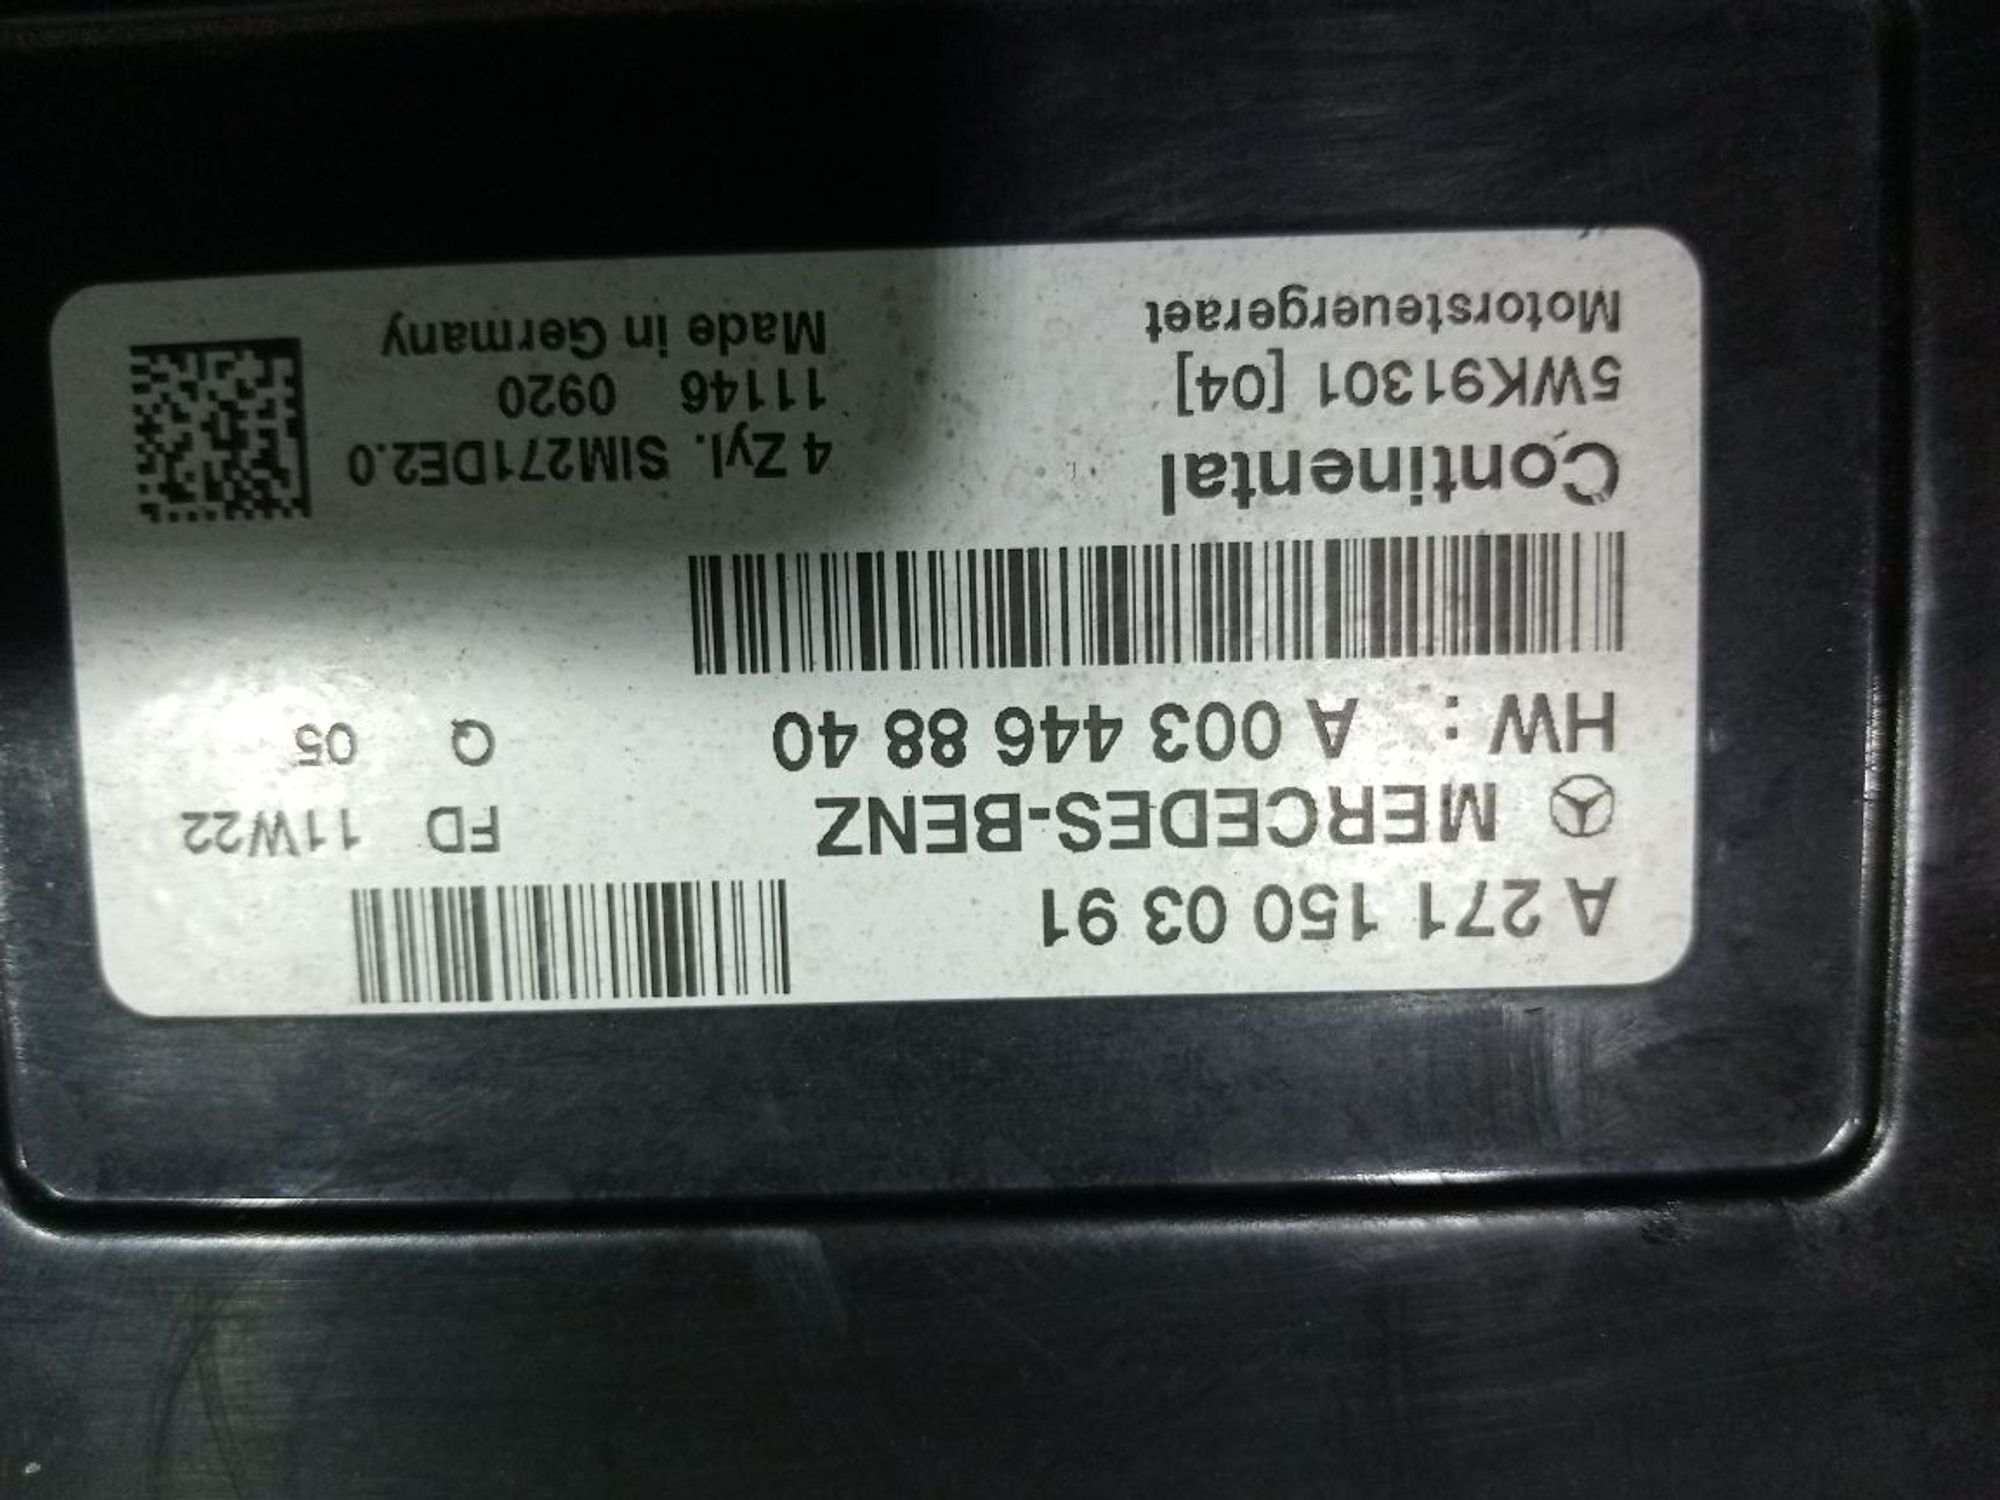 A 271 150 03 91
MERCEDES-BENZ FD 11W22
HW : A 003 446 88 40 Q 05
Continental 4 Zyl. SIM271DE2.0
5WK91301 [04] 11146 0920
Motorsteuergeraet Made in Germany